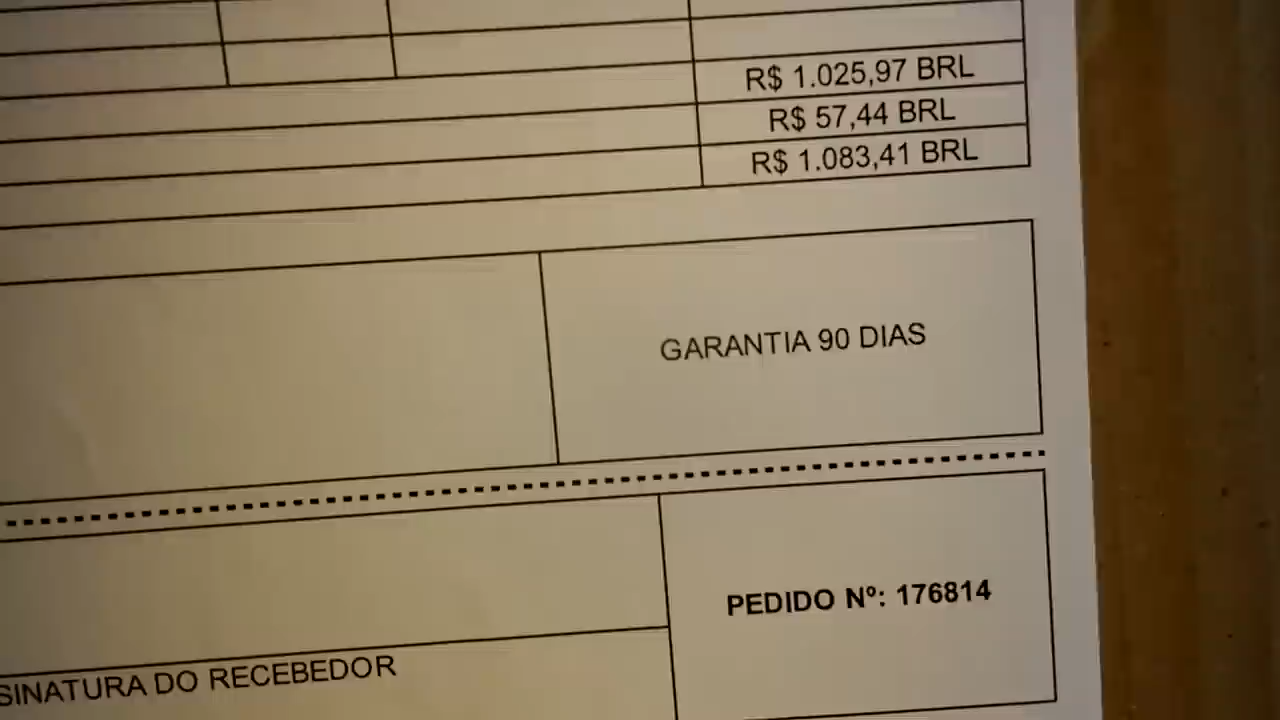 R$ 1.025,97 BRL
R$ 57,44 BRL
R$ 1.083,41 BRL
GARANTIA 90 DIAS
PEDIDO Nº: 176814
SINATURA DO RECEBEDOR